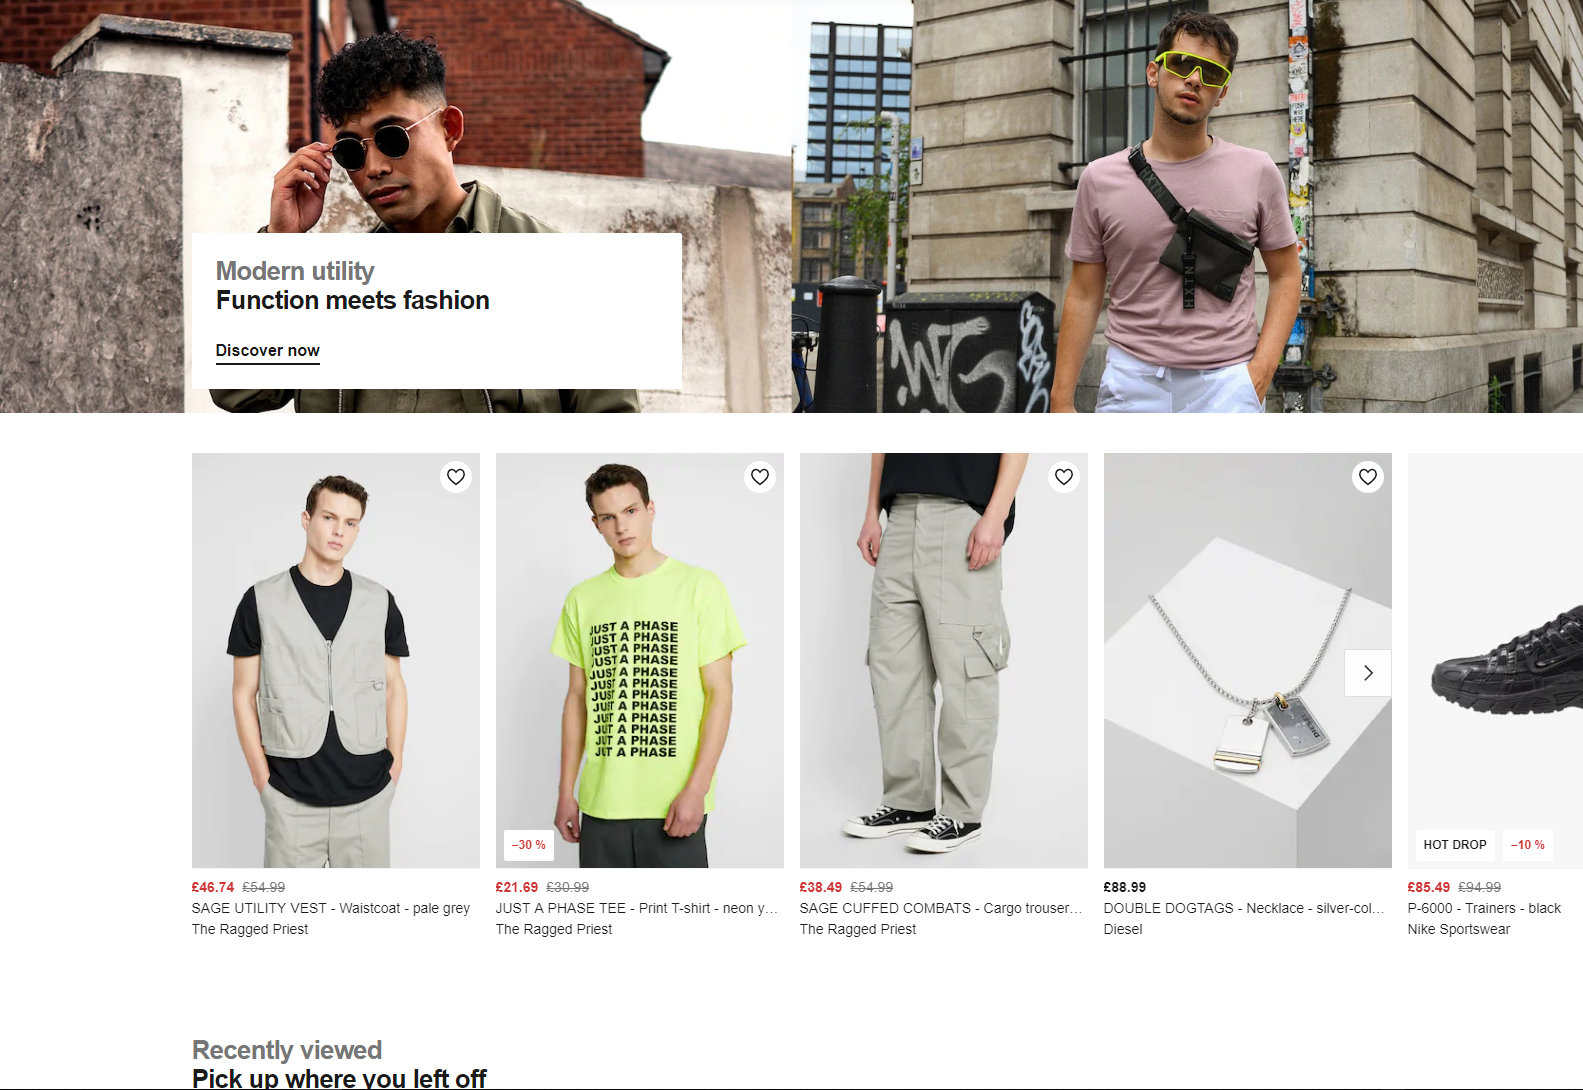 Modern utility
Function meets fashion
Discover now
HXTN
JUST A PHASE
JUST A PHASE
JUST A PHASE
JUST A PHASE
JUST A PHASE
JUST A PHASE
JUST A PHASE
JUST A PHASE
JUST A PHASE
JUST A PHASE
JUT A PHASE
JUT A PHASE
–30 %
HOT DROP
–10 %
£46.74 £54.99
SAGE UTILITY VEST - Waistcoat - pale grey
The Ragged Priest
£21.69 £30.99
JUST A PHASE TEE - Print T-shirt - neon y…
The Ragged Priest
£38.49 £54.99
SAGE CUFFED COMBATS - Cargo trouser…
The Ragged Priest
£88.99
DOUBLE DOGTAGS - Necklace - silver-col…
Diesel
£85.49 £94.99
P-6000 - Trainers - black
Nike Sportswear
Recently viewed
Pick up where you left off